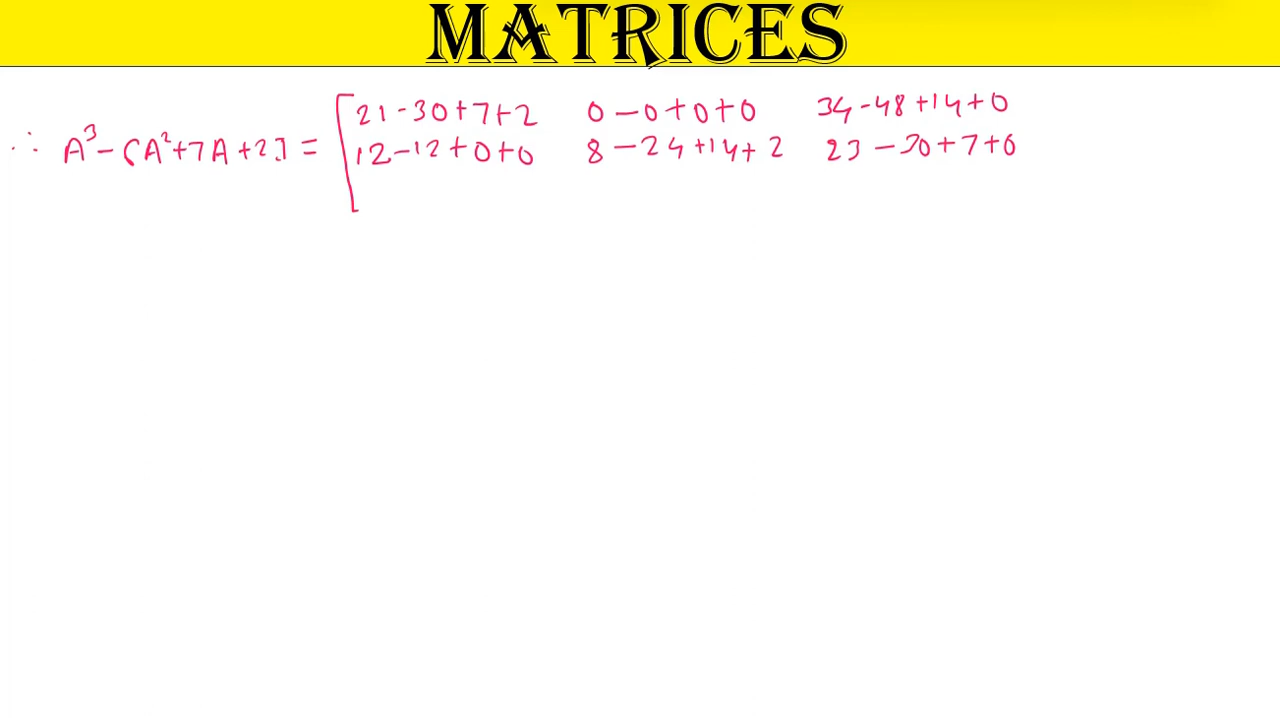 MATRICES
21-30+7+2 0-0+0+0 34-48+14+0
∴ A³-6A²+7A+2I = 12-12+0+0 8-24+14+2 23-30+7+0